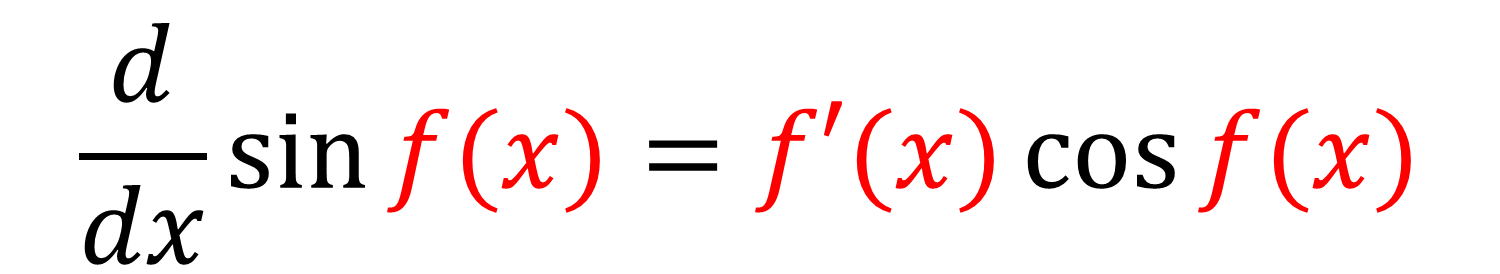 d/dx sin f(x) = f′(x) cos f(x)